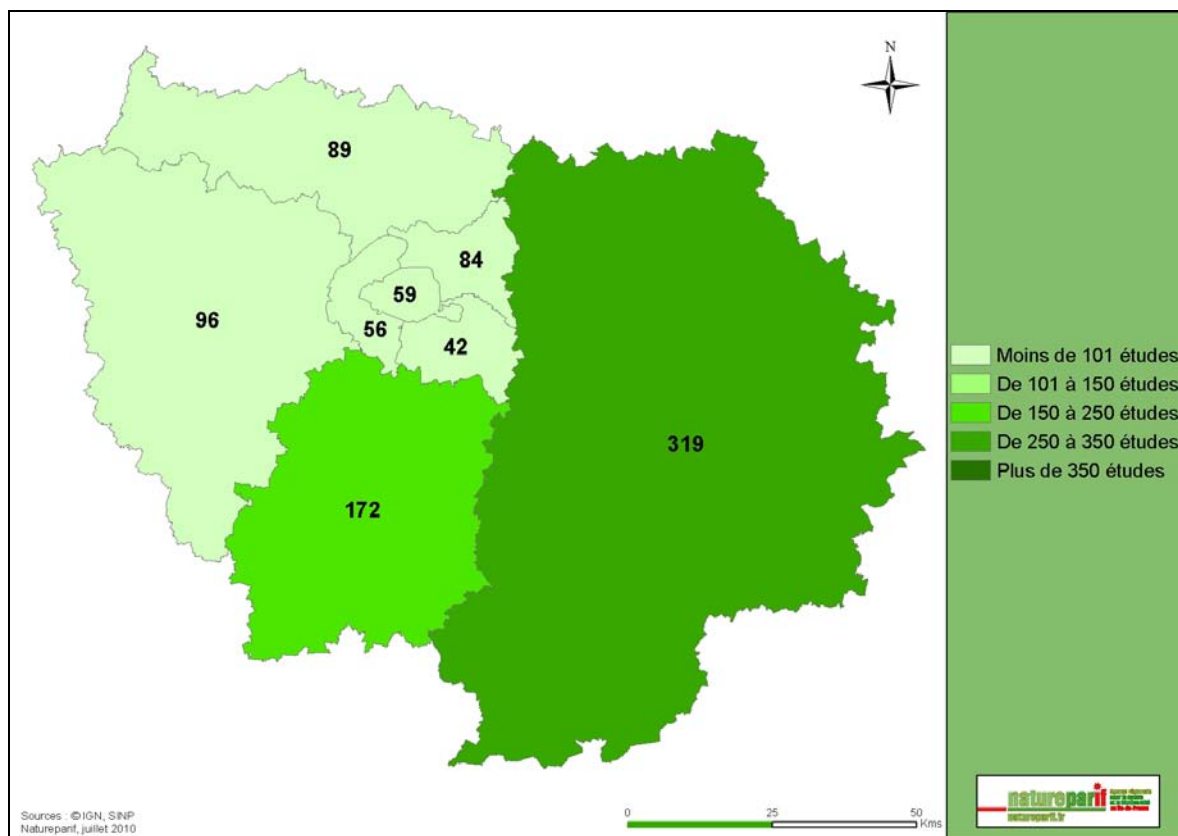 N
89
84
59
96
56
42
319
172
Moins de 101 études
De 101 à 150 études
De 150 à 250 études
De 250 à 350 études
Plus de 350 études
Sources : © IGN, SINP
Natureparif, juillet 2010
0 25 50
Kms
natureparif
natureparif.fr